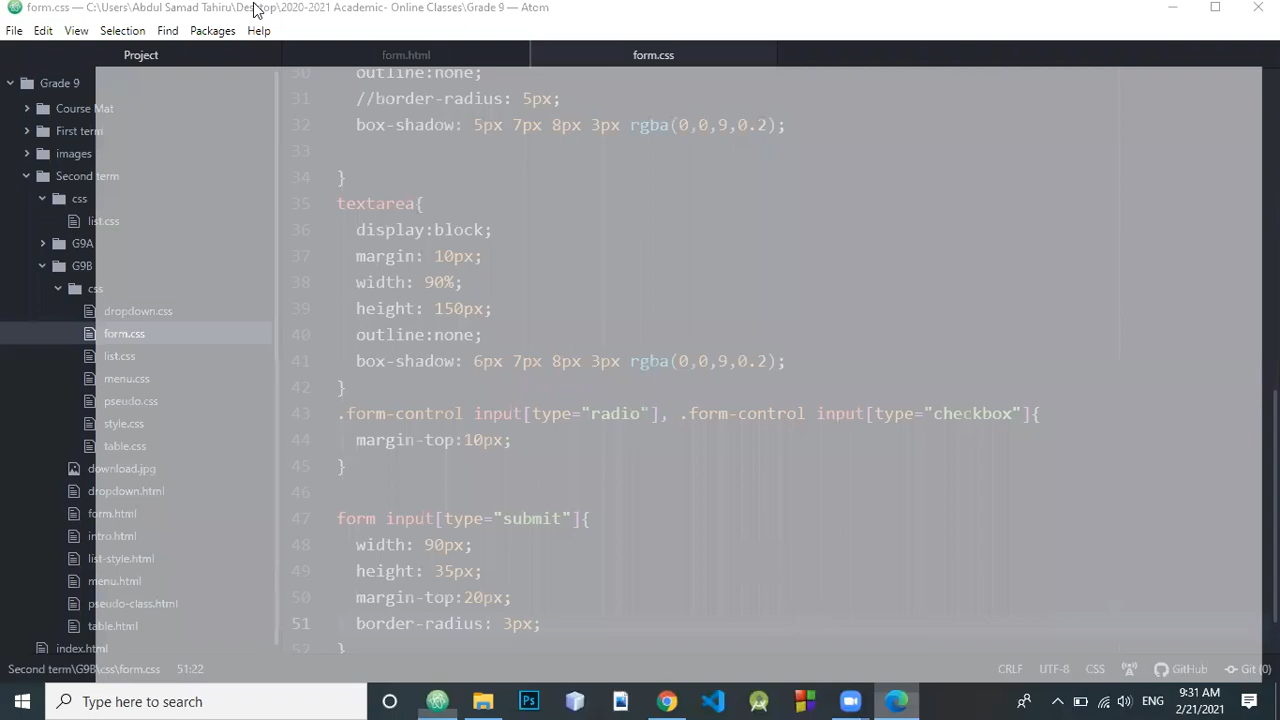 form.css — C:\Users\Abdul Samad Tahiru\Desktop\2020-2021 Academic- Online Classes\Grade 9 — Atom
File Edit View Selection Find Packages Help
Project form.html form.css
Grade 9
Course Mat
First term
images
Second term
css
list.css
G9A
G9B
css
dropdown.css
form.css
list.css
menu.css
pseudo.css
style.css
table.css
download.jpg
dropdown.html
form.html
intro.html
list-style.html
menu.html
pseudo-class.html
table.html
index.html
30 outline:none;
31 //border-radius: 5px;
32 box-shadow: 5px 7px 8px 3px rgba(0,0,9,0.2);
33
34 }
35 textarea{
36 display:block;
37 margin: 10px;
38 width: 90%;
39 height: 150px;
40 outline:none;
41 box-shadow: 6px 7px 8px 3px rgba(0,0,9,0.2);
42 }
43 .form-control input[type="radio"], .form-control input[type="checkbox"]{
44 margin-top:10px;
45 }
46
47 form input[type="submit"]{
48 width: 90px;
49 height: 35px;
50 margin-top:20px;
51 border-radius: 3px;
52 }
Second term\G9B\css\form.css 51:22 CRLF UTF-8 CSS GitHub Git (0)
Type here to search
Ps
ENG
9:31 AM
2/21/2021